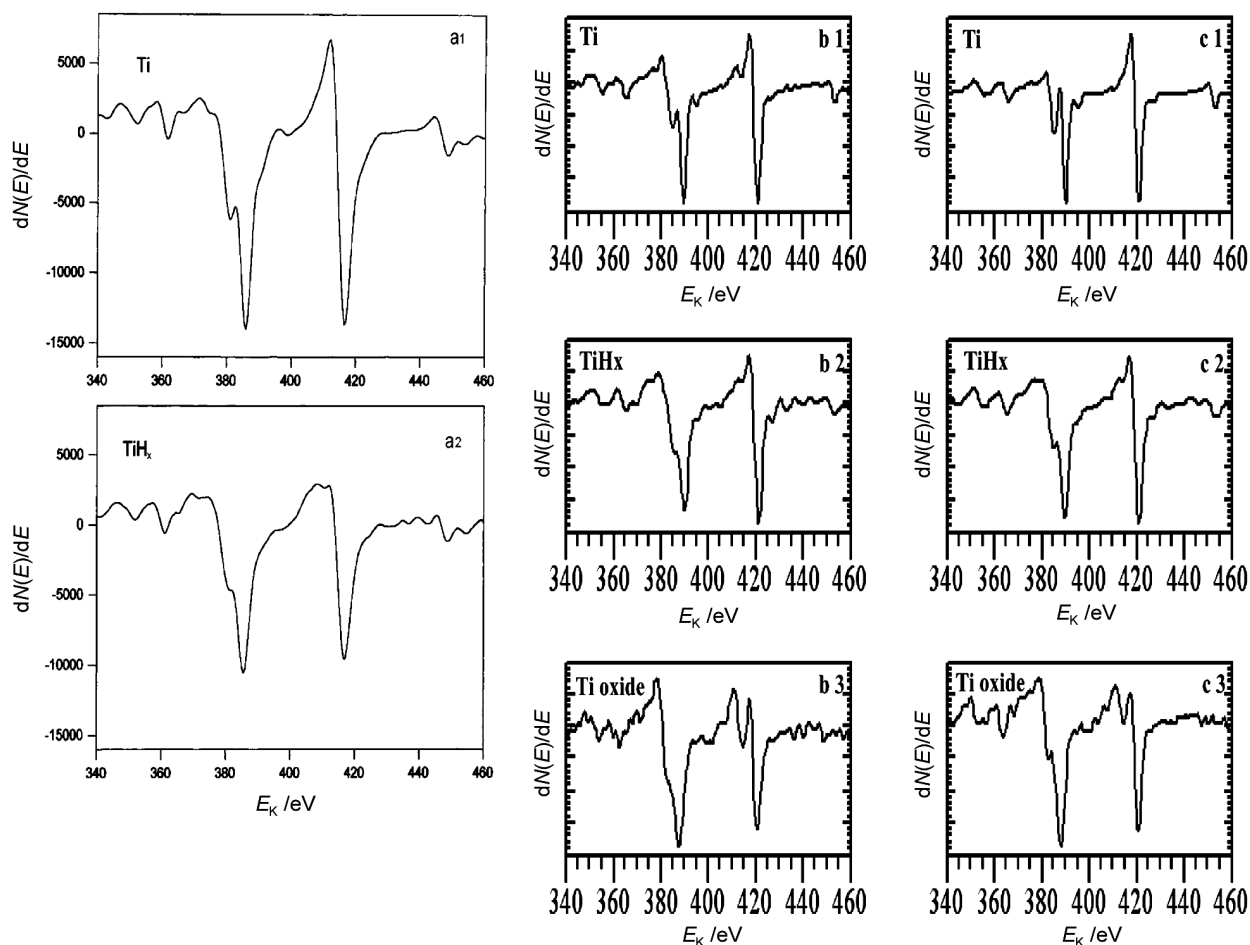 a1
Ti
5000
0
-5000
-10000
-15000
dN(E)/dE
340 360 380 400 420 440 460
a2
TiHx
5000
0
-5000
-10000
-15000
dN(E)/dE
340 360 380 400 420 440 460
EK /eV
Ti
b 1
dN(E)/dE
340 360 380 400 420 440 460
EK /eV
Ti
c 1
dN(E)/dE
340 360 380 400 420 440 460
EK /eV
TiHx
b 2
dN(E)/dE
340 360 380 400 420 440 460
EK /eV
TiHx
c 2
dN(E)/dE
340 360 380 400 420 440 460
EK /eV
Ti oxide
b 3
dN(E)/dE
340 360 380 400 420 440 460
EK /eV
Ti oxide
c 3
dN(E)/dE
340 360 380 400 420 440 460
EK /eV